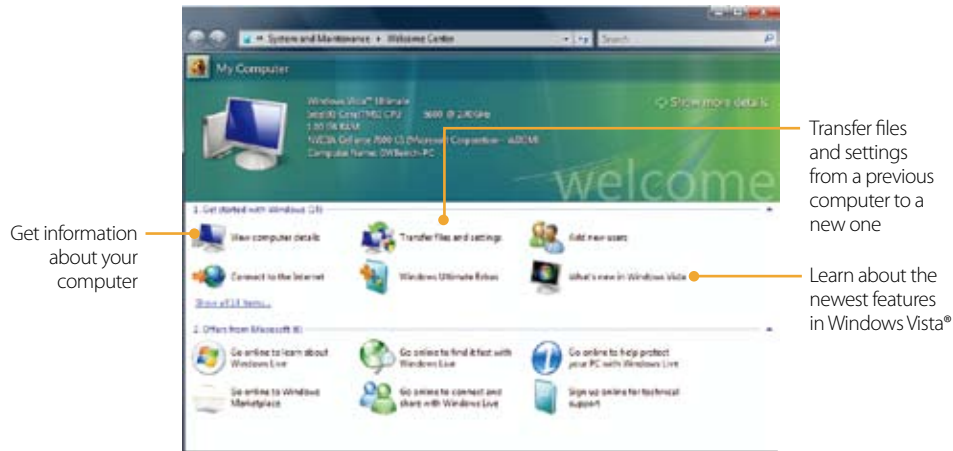 System and Maintenance
Welcome Center
Search
My Computer
Windows Vista™ Ultimate
Show more details
welcome
1. Get started with Windows
View computer details
Transfer files and settings
Add new users
Connect to the Internet
Windows Ultimate Extras
What's new in Windows Vista
2. Offers from Microsoft
Go online to learn about
Windows Live
Go online to find it fast with
Windows Live
Go online to help protect
your PC with Windows Live
Go online to Windows
Marketplace
Go online to connect and
share with Windows Live
Sign up online for technical
support
Get information
about your
computer
Transfer files
and settings
from a previous
computer to a
new one
Learn about the
newest features
in Windows Vista®